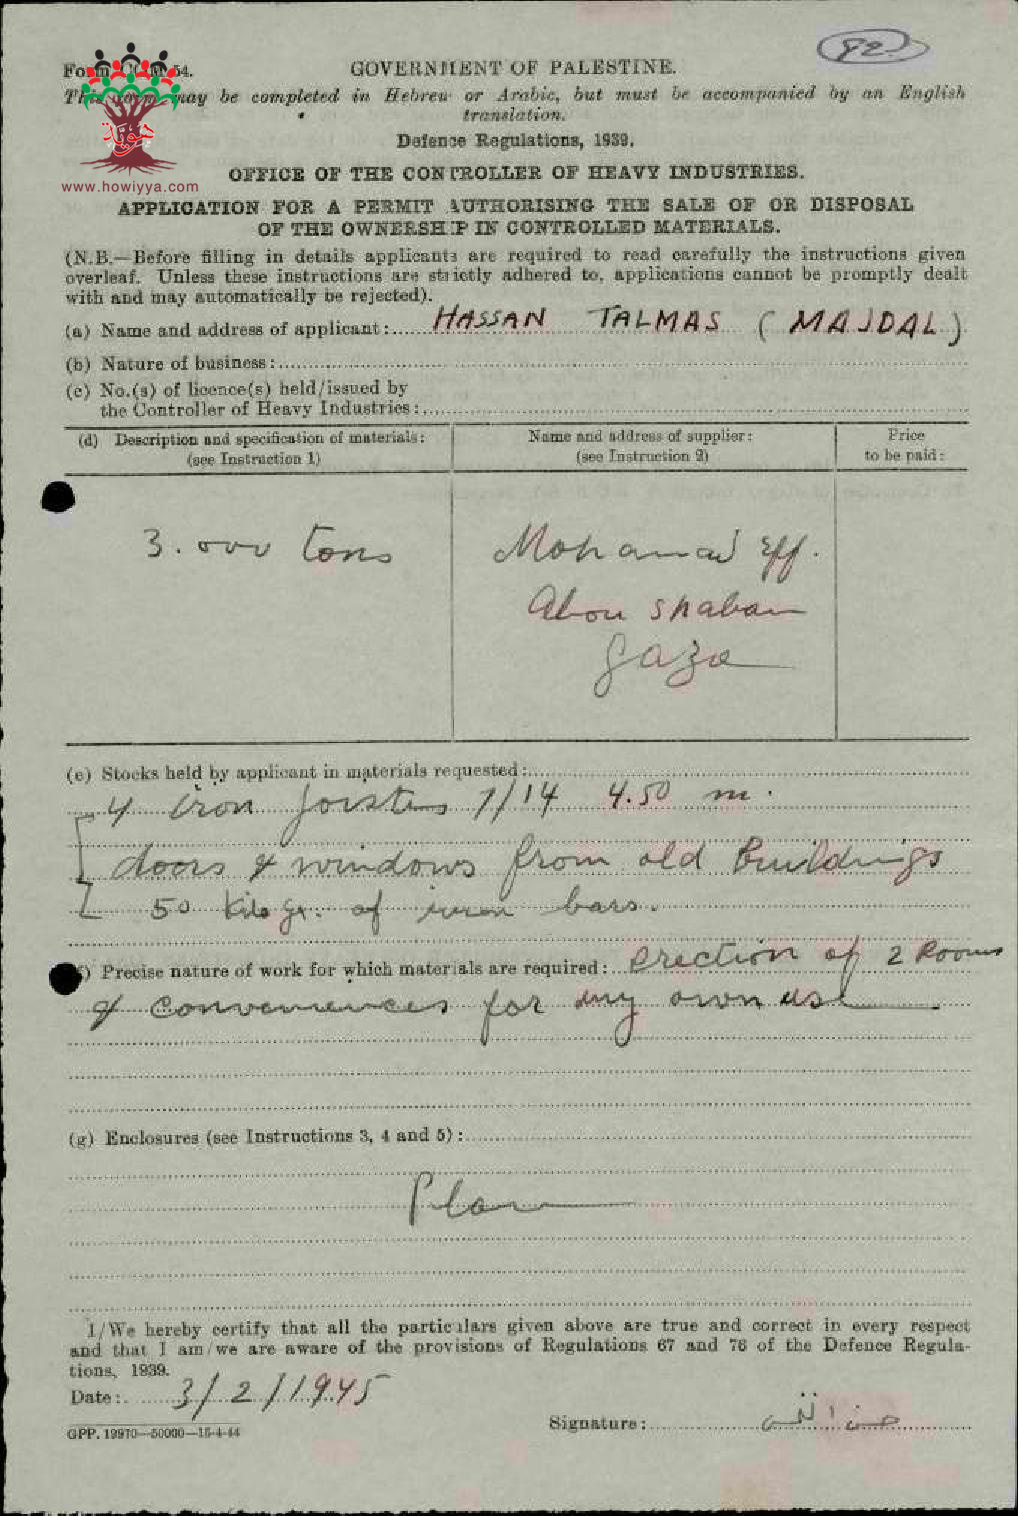 92
GOVERNMENT OF PALESTINE.
This form may be completed in Hebrew or Arabic, but must be accompanied by an English
translation.
Defence Regulations, 1939.
هوية
www.howiyya.com
OFFICE OF THE CONTROLLER OF HEAVY INDUSTRIES.
APPLICATION FOR A PERMIT AUTHORISING THE SALE OF OR DISPOSAL
OF THE OWNERSHIP IN CONTROLLED MATERIALS.
(N.B.—Before filling in details applicants are required to read carefully the instructions given
overleaf. Unless these instructions are strictly adhered to, applications cannot be promptly dealt
with and may automatically be rejected).
(a) Name and address of applicant: HASSAN TALMAS (MAJDAL)
(b) Nature of business:
(c) No.(s) of licence(s) held/issued by
the Controller of Heavy Industries:
(d) Description and specification of materials:
(see Instruction 1)
Name and address of supplier:
(see Instruction 2)
Price
to be paid:
3.000 tons
Mohamad Eff.
Abou Shaban
Gaza
(e) Stocks held by applicant in materials requested:
4 iron 1/14 4.50 m.
doors & windows from old Buildings
50 Kilogr. of iron bars.
) Precise nature of work for which materials are required: Erection of 2 Rooms
& conveniences for my own use
(g) Enclosures (see Instructions 3, 4 and 5):
Plan
I/We hereby certify that all the particulars given above are true and correct in every respect
and that I am/we are aware of the provisions of Regulations 67 and 76 of the Defence Regula-
tions, 1939.
Date: 3/2/1945
Signature: حسن
GPP. 19970—50000—15-4-44